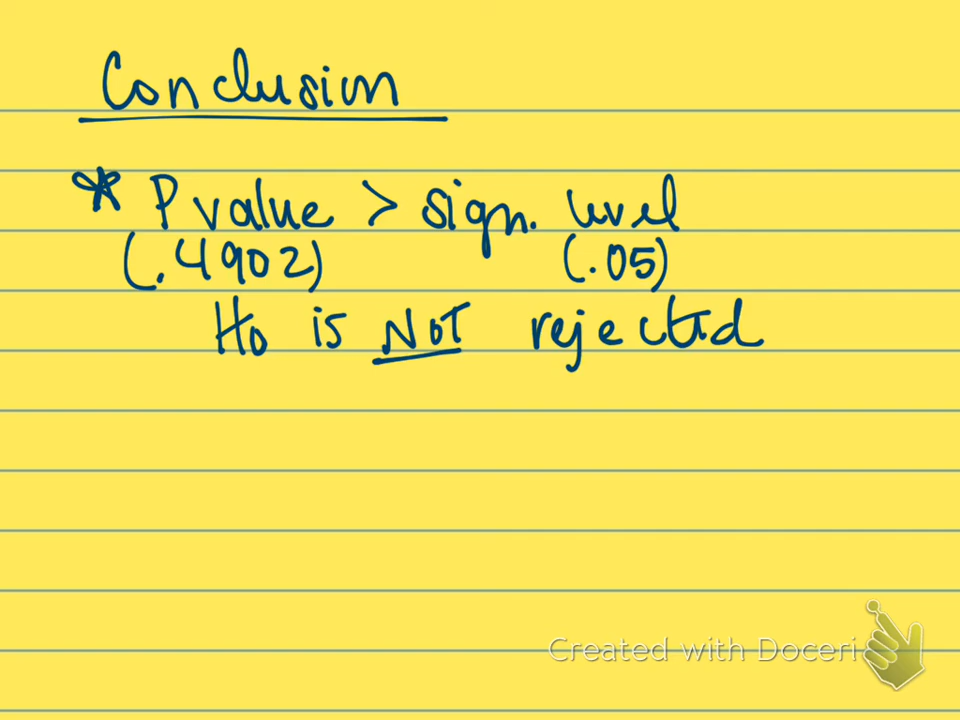 Conclusion
* P value > sign. level
(.4902) (.05)
Ho is NOT rejected
Created with Doceri